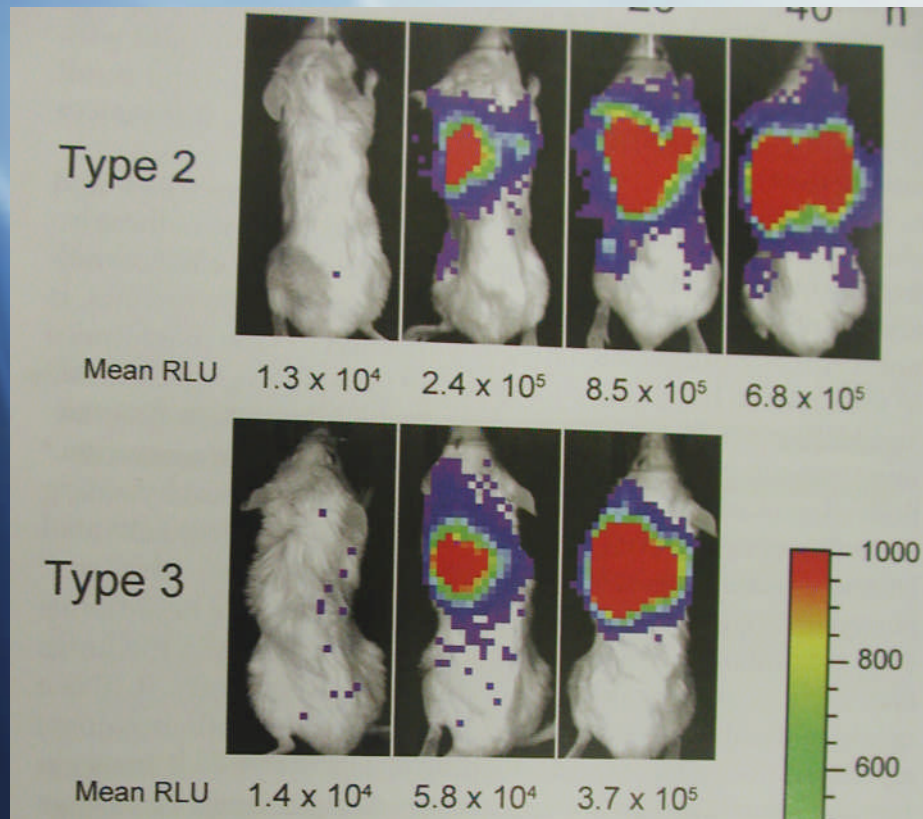 40 h
Type 2
Mean RLU 1.3 x 10⁴ 2.4 x 10⁵ 8.5 x 10⁵ 6.8 x 10⁵
Type 3
1000
800
600
Mean RLU 1.4 x 10⁴ 5.8 x 10⁴ 3.7 x 10⁵